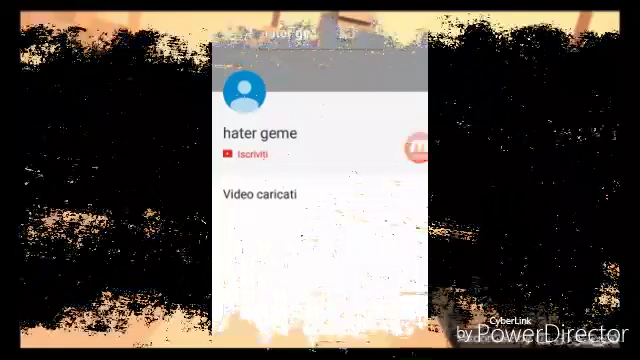 hater geme
Iscriviti
Video caricati
CyberLink
by PowerDirector